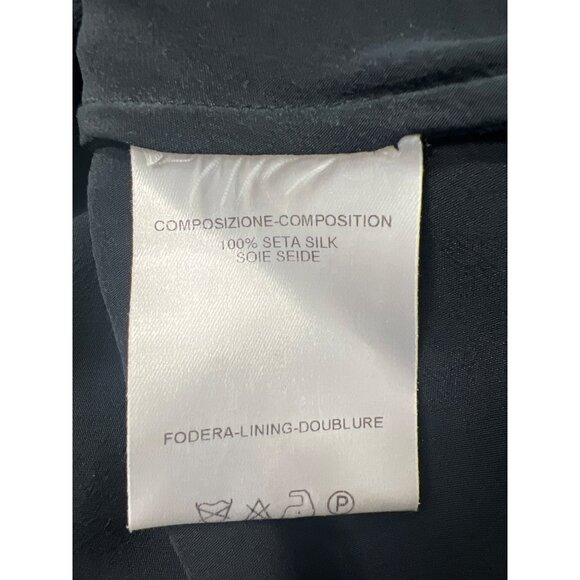 COMPOSIZIONE-COMPOSITION
100% SETA SILK
SOIE SEIDE
FODERA-LINING-DOUBLURE
P